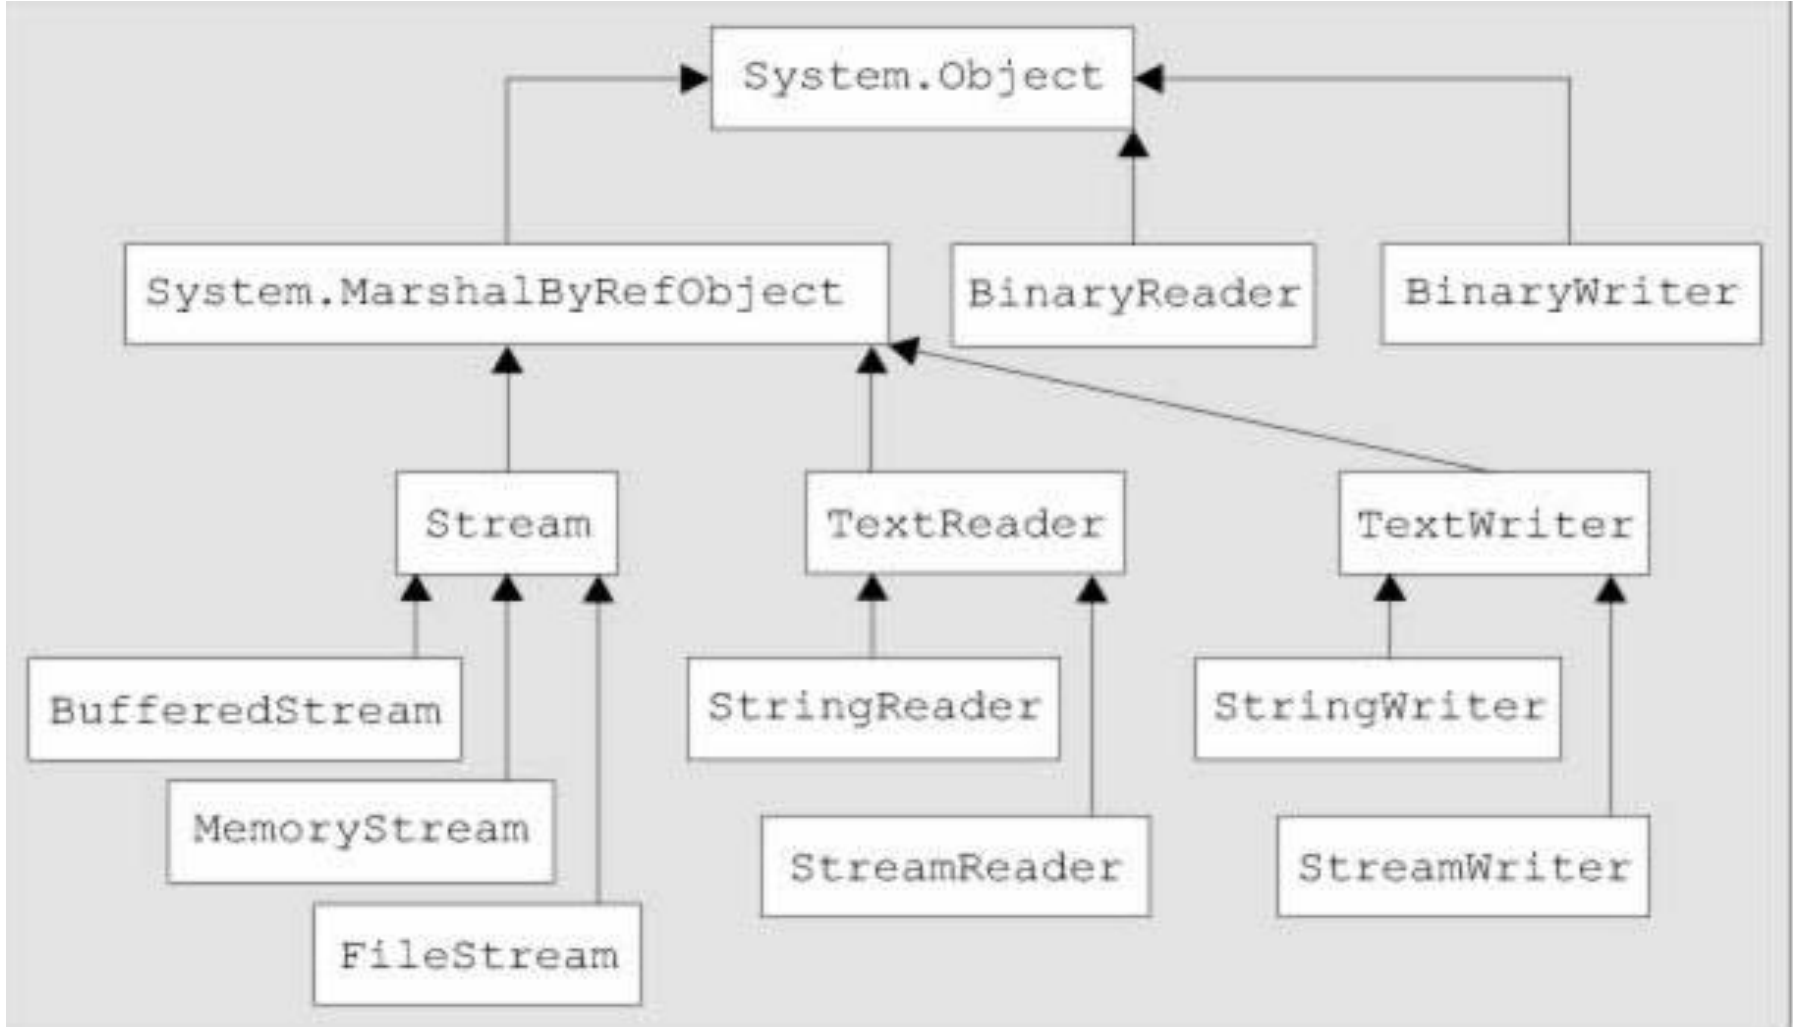 System.Object
System.MarshalByRefObject
BinaryReader
BinaryWriter
Stream
TextReader
TextWriter
BufferedStream
StringReader
StringWriter
MemoryStream
StreamReader
StreamWriter
FileStream